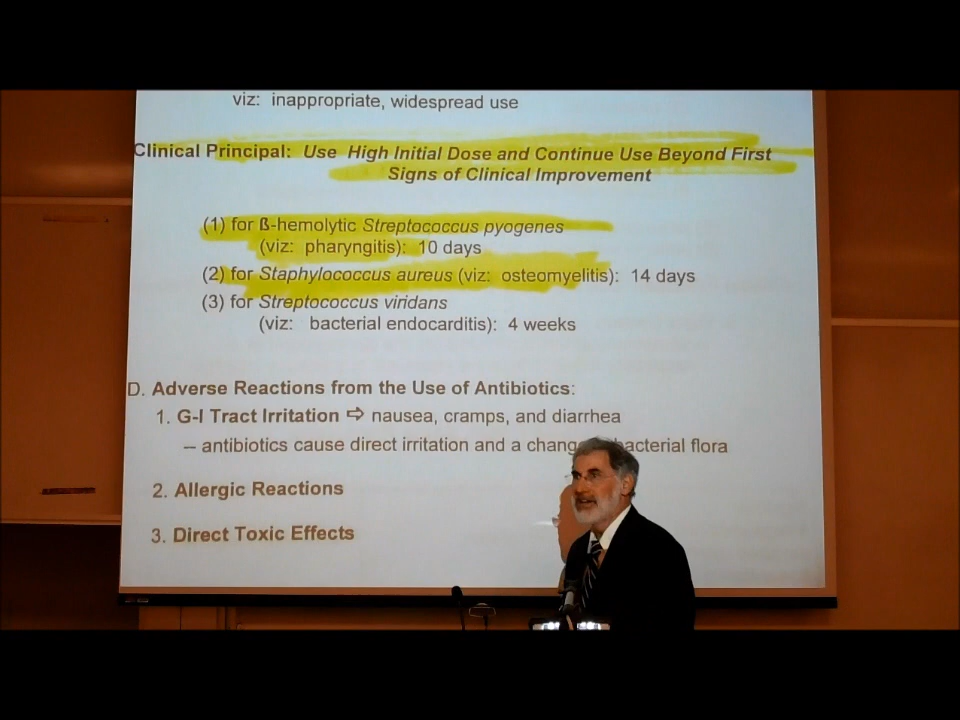 viz: inappropriate, widespread use
Clinical Principal: Use High Initial Dose and Continue Use Beyond First
Signs of Clinical Improvement
(1) for ß-hemolytic Streptococcus pyogenes
(viz: pharyngitis): 10 days
(2) for Staphylococcus aureus (viz: osteomyelitis): 14 days
(3) for Streptococcus viridans
(viz: bacterial endocarditis): 4 weeks
D. Adverse Reactions from the Use of Antibiotics:
1. G-I Tract Irritation ⇨ nausea, cramps, and diarrhea
-- antibiotics cause direct irritation and a change bacterial flora
2. Allergic Reactions
3. Direct Toxic Effects